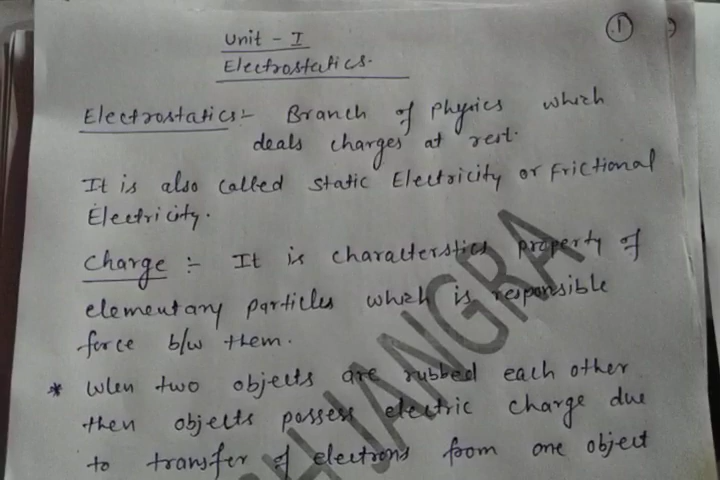 1
Unit - I
Electrostatics.
Electrostatics:- Branch of Physics which
deals charges at rest.
It is also called static Electricity or Frictional
Electricity.
Charge :- It is characterstics property of
elementary particles which is responsible
force b/w them.
* When two objects are rubbed each other
then objects possess electric charge due
to transfer of electrons from one object
H JANGRA